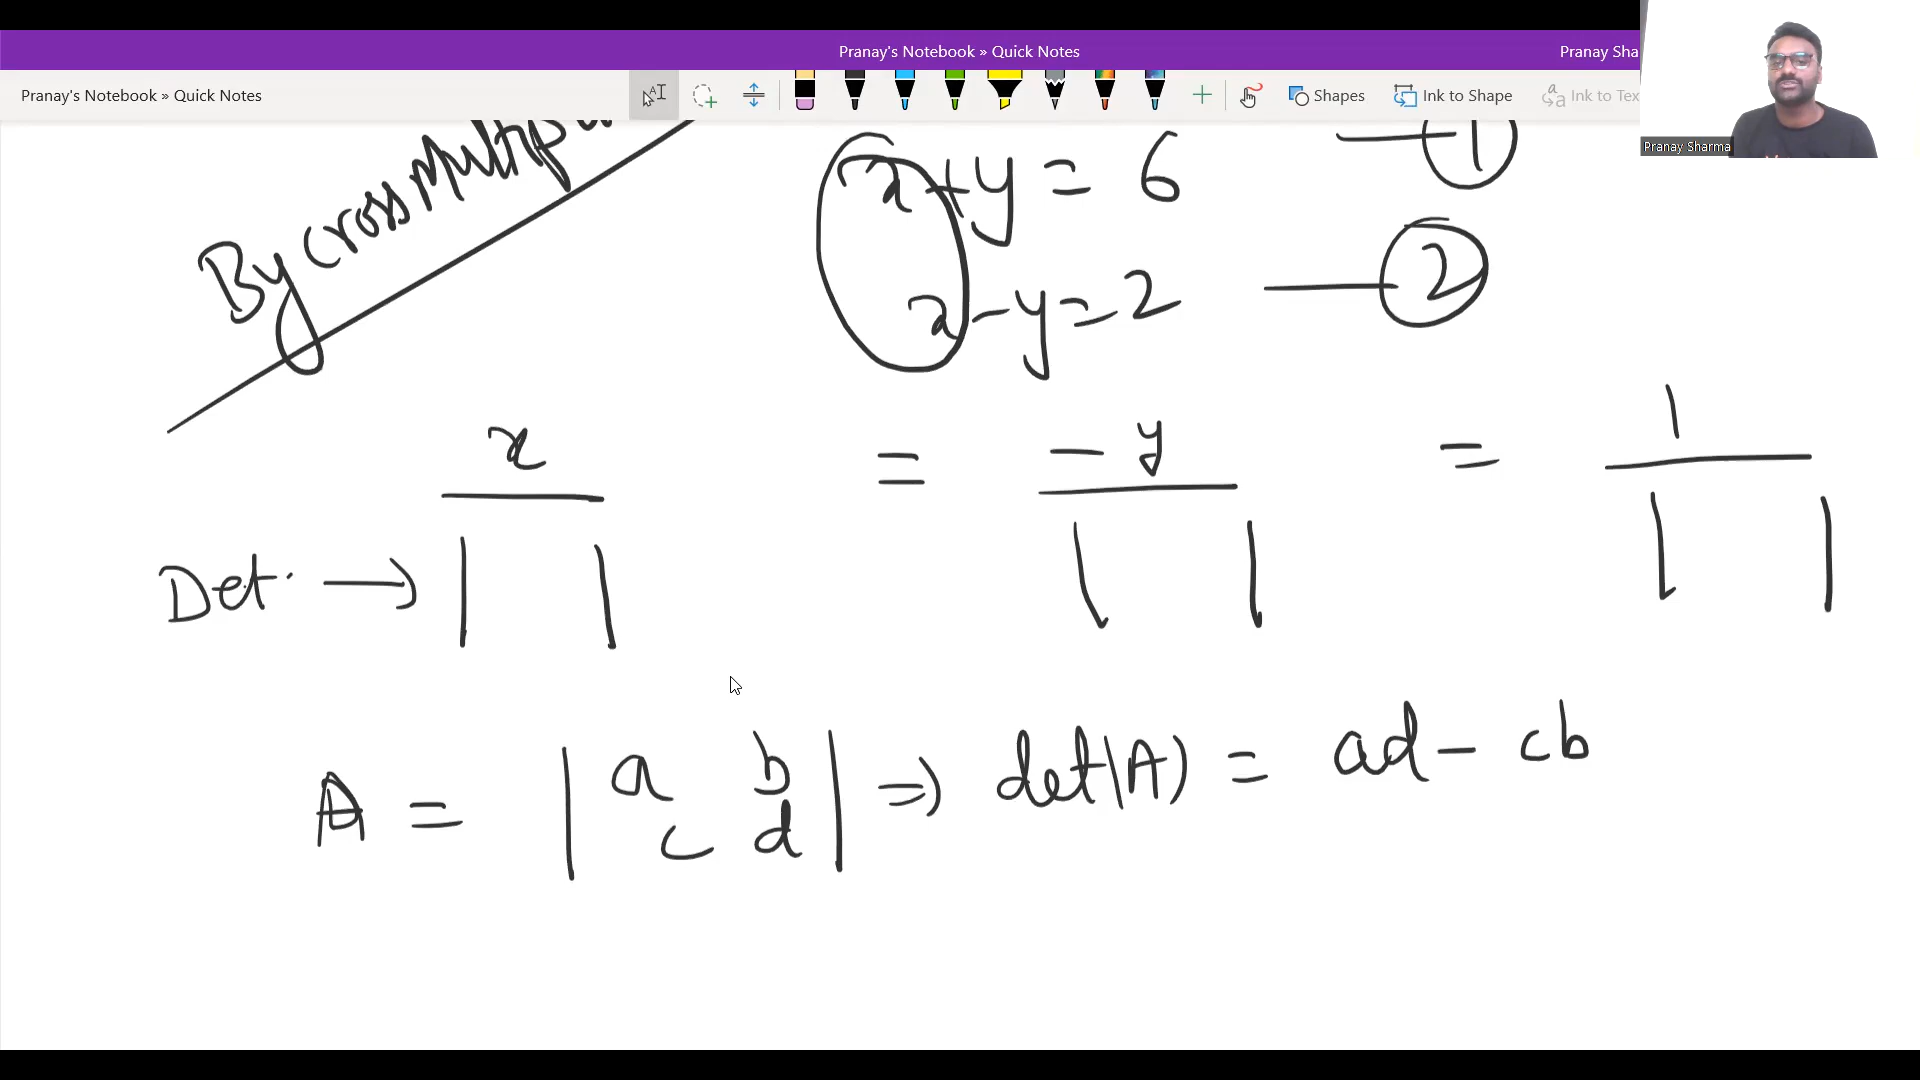 Pranay's Notebook » Quick Notes
Pranay Sha
Pranay's Notebook » Quick Notes
Shapes
Ink to Shape
Ink to Tex
Pranay Sharma
By cross
x+y = 6 — 1
x-y=2 — 2
x = -y = 1
Det. →
A = | a b | ⇒ det(A) = ad - cb
c d